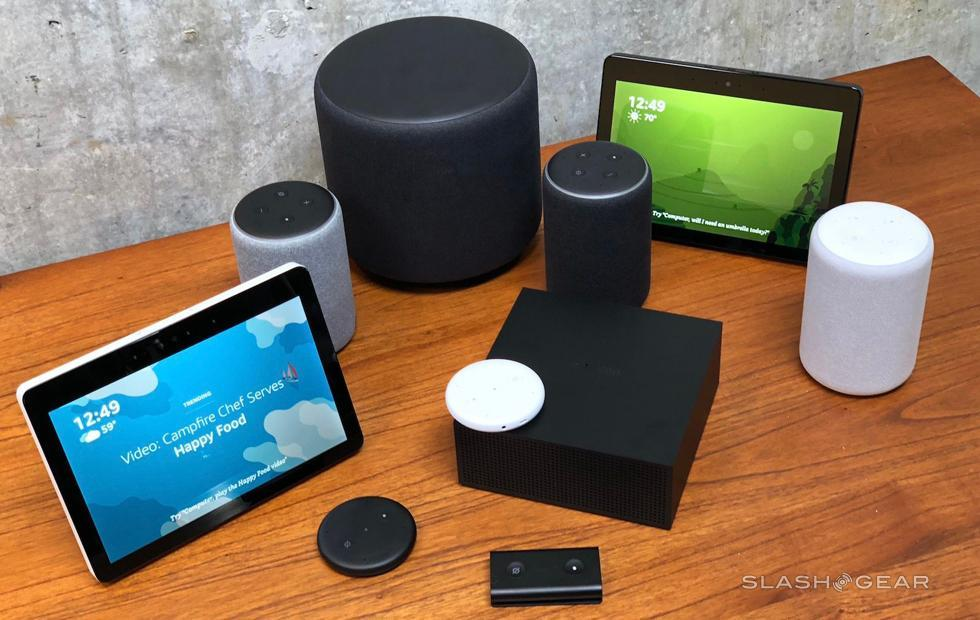 12:49
70°
Try "Computer, will I need an umbrella today?"
12:49
59°
TRENDING
Video: Campfire Chef Serves
Happy Food
Try "Computer, play the Happy Food video"
SLASHGEAR